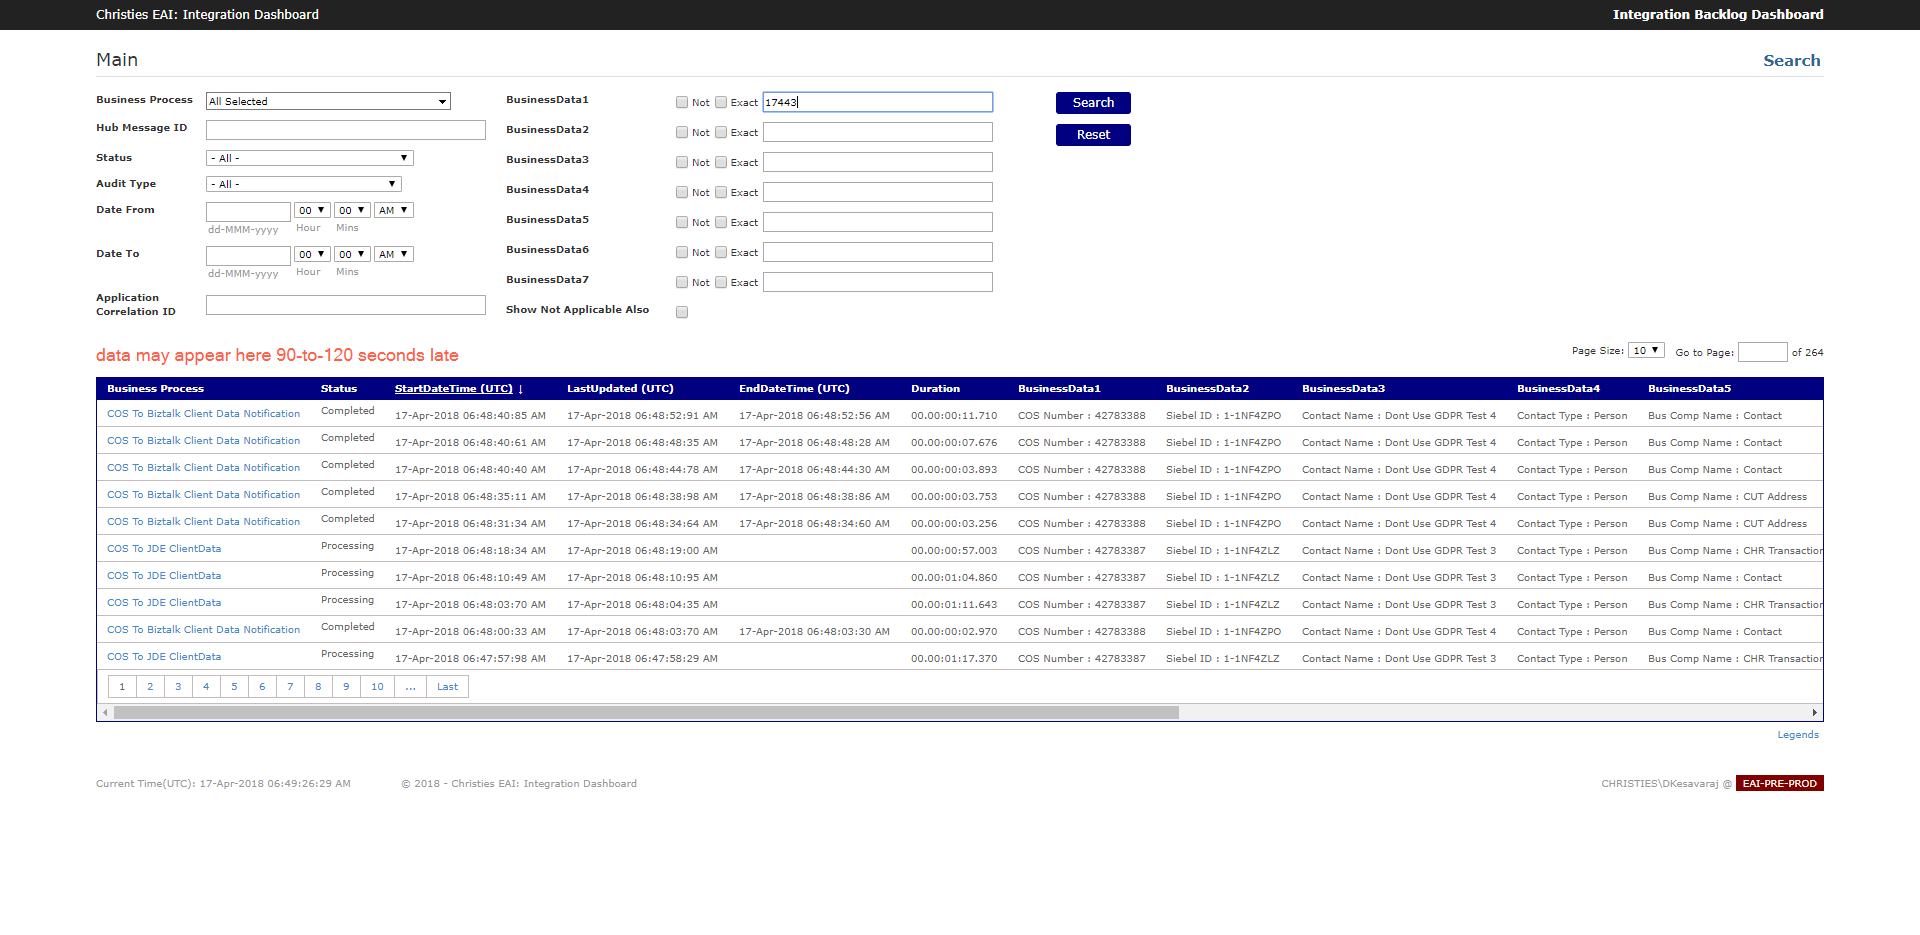 Christies EAI: Integration Dashboard Integration Backlog Dashboard
Main Search
Business Process All Selected BusinessData1 Not Exact 17443 Search
Hub Message ID BusinessData2 Not Exact Reset
Status - All - BusinessData3 Not Exact
Audit Type - All - BusinessData4 Not Exact
Date From 00 00 AM BusinessData5 Not Exact
dd-MMM-yyyy Hour Mins
Date To 00 00 AM BusinessData6 Not Exact
dd-MMM-yyyy Hour Mins BusinessData7 Not Exact
Application
Correlation ID Show Not Applicable Also
data may appear here 90-to-120 seconds late Page Size: 10 Go to Page: of 264
Business Process Status StartDateTime (UTC) ↓ LastUpdated (UTC) EndDateTime (UTC) Duration BusinessData1 BusinessData2 BusinessData3 BusinessData4 BusinessData5
COS To Biztalk Client Data Notification Completed 17-Apr-2018 06:48:40:85 AM 17-Apr-2018 06:48:52:91 AM 17-Apr-2018 06:48:52:56 AM 00.00:00:11.710 COS Number : 42783388 Siebel ID : 1-1NF4ZPO Contact Name : Dont Use GDPR Test 4 Contact Type : Person Bus Comp Name : Contact
COS To Biztalk Client Data Notification Completed 17-Apr-2018 06:48:40:61 AM 17-Apr-2018 06:48:48:35 AM 17-Apr-2018 06:48:48:28 AM 00.00:00:07.676 COS Number : 42783388 Siebel ID : 1-1NF4ZPO Contact Name : Dont Use GDPR Test 4 Contact Type : Person Bus Comp Name : Contact
COS To Biztalk Client Data Notification Completed 17-Apr-2018 06:48:40:40 AM 17-Apr-2018 06:48:44:78 AM 17-Apr-2018 06:48:44:30 AM 00.00:00:03.893 COS Number : 42783388 Siebel ID : 1-1NF4ZPO Contact Name : Dont Use GDPR Test 4 Contact Type : Person Bus Comp Name : Contact
COS To Biztalk Client Data Notification Completed 17-Apr-2018 06:48:35:11 AM 17-Apr-2018 06:48:38:98 AM 17-Apr-2018 06:48:38:86 AM 00.00:00:03.753 COS Number : 42783388 Siebel ID : 1-1NF4ZPO Contact Name : Dont Use GDPR Test 4 Contact Type : Person Bus Comp Name : CUT Address
COS To Biztalk Client Data Notification Completed 17-Apr-2018 06:48:31:34 AM 17-Apr-2018 06:48:34:64 AM 17-Apr-2018 06:48:34:60 AM 00.00:00:03.256 COS Number : 42783388 Siebel ID : 1-1NF4ZPO Contact Name : Dont Use GDPR Test 4 Contact Type : Person Bus Comp Name : CUT Address
COS To JDE ClientData Processing 17-Apr-2018 06:48:18:34 AM 17-Apr-2018 06:48:19:00 AM 00.00:00:57.003 COS Number : 42783387 Siebel ID : 1-1NF4ZLZ Contact Name : Dont Use GDPR Test 3 Contact Type : Person Bus Comp Name : CHR Transaction
COS To JDE ClientData Processing 17-Apr-2018 06:48:10:49 AM 17-Apr-2018 06:48:10:95 AM 00.00:01:04.860 COS Number : 42783387 Siebel ID : 1-1NF4ZLZ Contact Name : Dont Use GDPR Test 3 Contact Type : Person Bus Comp Name : Contact
COS To JDE ClientData Processing 17-Apr-2018 06:48:03:70 AM 17-Apr-2018 06:48:04:35 AM 00.00:01:11.643 COS Number : 42783387 Siebel ID : 1-1NF4ZLZ Contact Name : Dont Use GDPR Test 3 Contact Type : Person Bus Comp Name : CHR Transaction
COS To Biztalk Client Data Notification Completed 17-Apr-2018 06:48:00:33 AM 17-Apr-2018 06:48:03:70 AM 17-Apr-2018 06:48:03:30 AM 00.00:00:02.970 COS Number : 42783388 Siebel ID : 1-1NF4ZPO Contact Name : Dont Use GDPR Test 4 Contact Type : Person Bus Comp Name : Contact
COS To JDE ClientData Processing 17-Apr-2018 06:47:57:98 AM 17-Apr-2018 06:47:58:29 AM 00.00:01:17.370 COS Number : 42783387 Siebel ID : 1-1NF4ZLZ Contact Name : Dont Use GDPR Test 3 Contact Type : Person Bus Comp Name : CHR Transaction
1 2 3 4 5 6 7 8 9 10 ... Last
Legends
Current Time(UTC): 17-Apr-2018 06:49:26:29 AM © 2018 - Christies EAI: Integration Dashboard CHRISTIES\DKesavaraj @ EAI-PRE-PROD